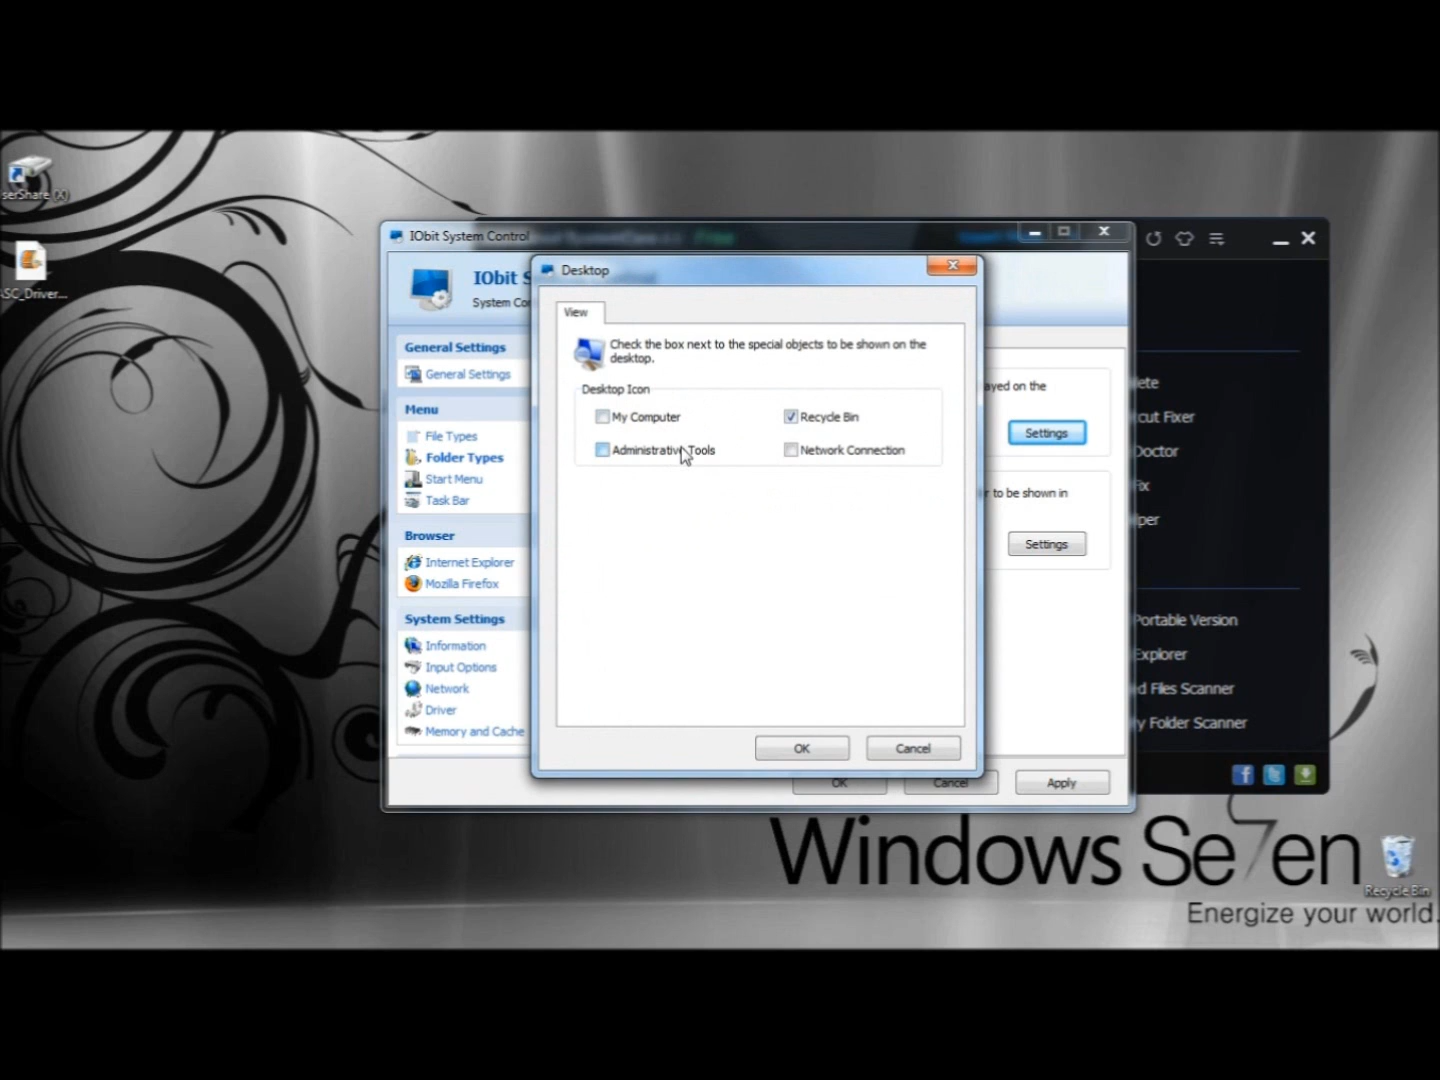 serShare (X)
ASC_Driver...
IObit System Control
IObit S
System Con
General Settings
General Settings
Menu
File Types
Folder Types
Start Menu
Task Bar
Browser
Internet Explorer
Mozilla Firefox
System Settings
Information
Input Options
Network
Driver
Memory and Cache
Desktop
View
Check the box next to the special objects to be shown on the
desktop.
Desktop Icon
My Computer
Recycle Bin
Administrative Tools
Network Connection
OK
Cancel
ayed on the
Settings
r to be shown in
Settings
OK
Cancel
Apply
lete
cut Fixer
Doctor
Fix
lper
Portable Version
Explorer
d Files Scanner
y Folder Scanner
Windows Se7en
Energize your world.
Recycle Bin